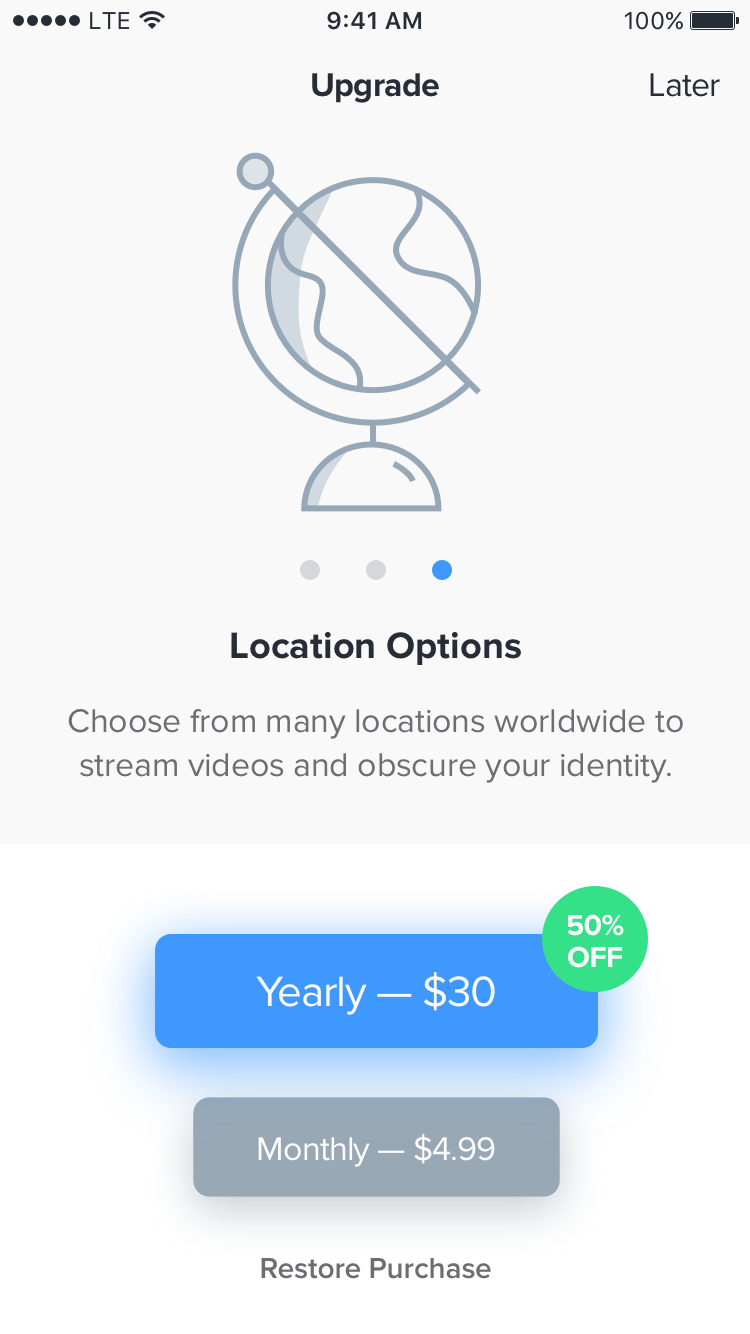 LTE 9:41 AM 100%
Upgrade Later
Location Options
Choose from many locations worldwide to
stream videos and obscure your identity.
50%
OFF
Yearly — $30
Monthly — $4.99
Restore Purchase